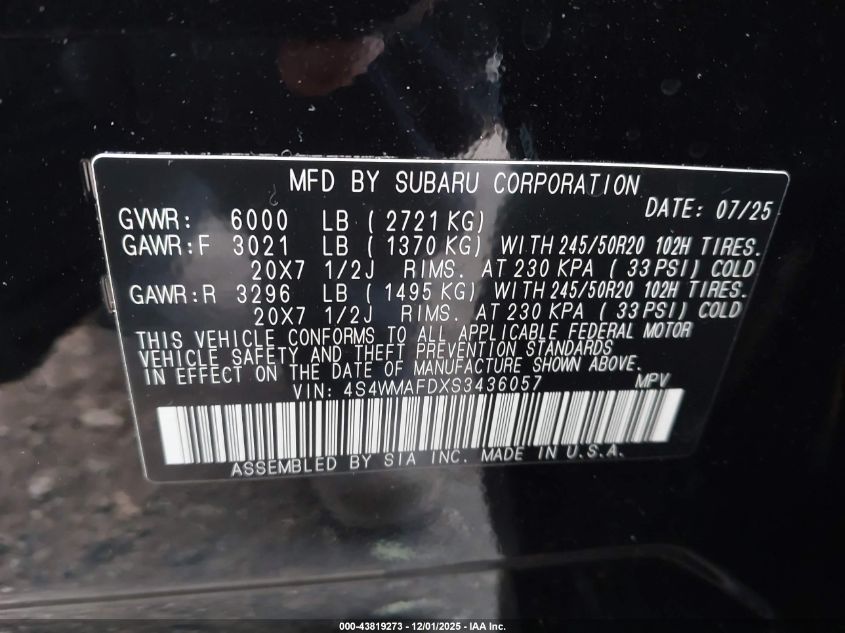 MFD BY SUBARU CORPORATION
DATE: 07/25
GVWR: 6000 LB ( 2721 KG)
GAWR:F 3021 LB ( 1370 KG) WITH 245/50R20 102H TIRES.
20X7 1/2J RIMS. AT 230 KPA ( 33 PSI) COLD
GAWR:R 3296 LB ( 1495 KG) WITH 245/50R20 102H TIRES.
20X7 1/2J RIMS. AT 230 KPA ( 33 PSI) COLD
THIS VEHICLE CONFORMS TO ALL APPLICABLE FEDERAL MOTOR
VEHICLE SAFETY AND THEFT PREVENTION STANDARDS
IN EFFECT ON THE DATE OF MANUFACTURE SHOWN ABOVE.
VIN: 4S4WMAFDXS3436057 MPV
ASSEMBLED BY SIA INC. MADE IN U.S.A.
000-43819273 - 12/01/2025 - IAA Inc.